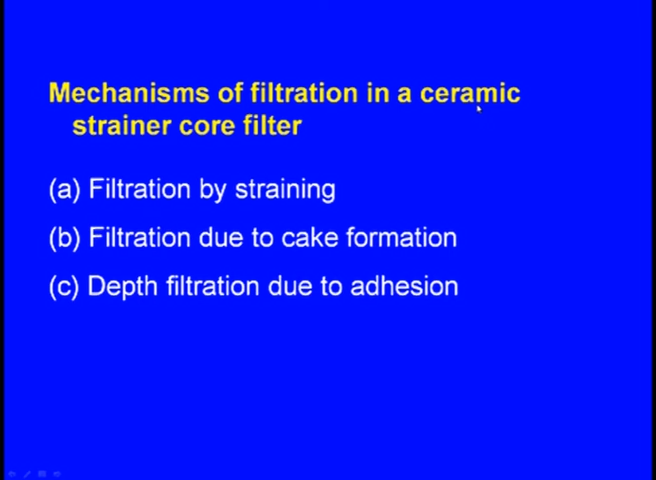 Mechanisms of filtration in a ceramic
strainer core filter
(a) Filtration by straining
(b) Filtration due to cake formation
(c) Depth filtration due to adhesion